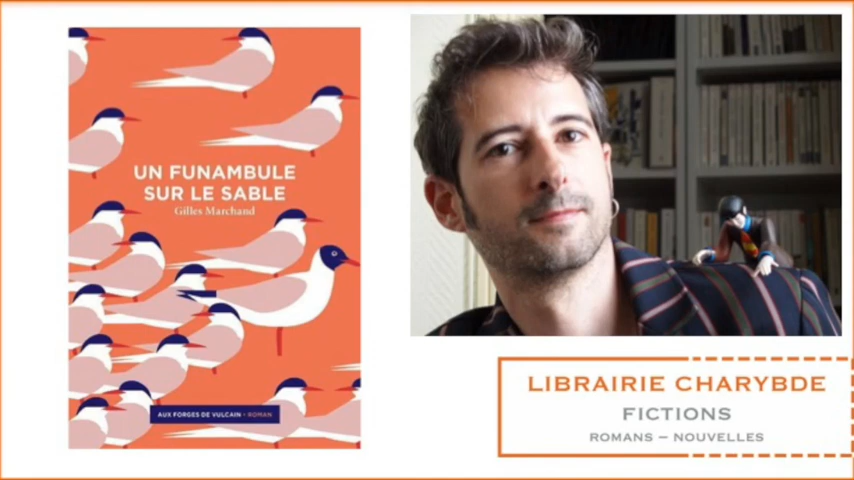 UN FUNAMBULE
SUR LE SABLE
Gilles Marchand
AUX FORGES DE VULCAIN • ROMAN
LIBRAIRIE CHARYBDE
FICTIONS
ROMANS – NOUVELLES